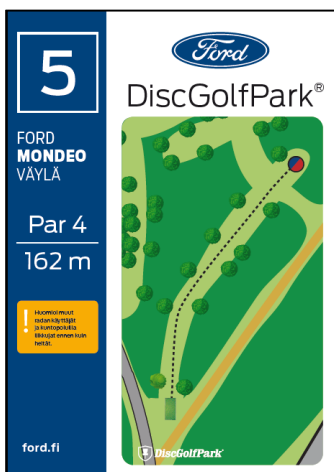 5
FORD
MONDEO
VÄYLÄ
Par 4
162 m
!
Huomioi muut
radan käyttäjät
ja kuntopoluilla
liikkujat ennen kuin
heität.
ford.fi
Ford
DiscGolfPark®
DiscGolfPark